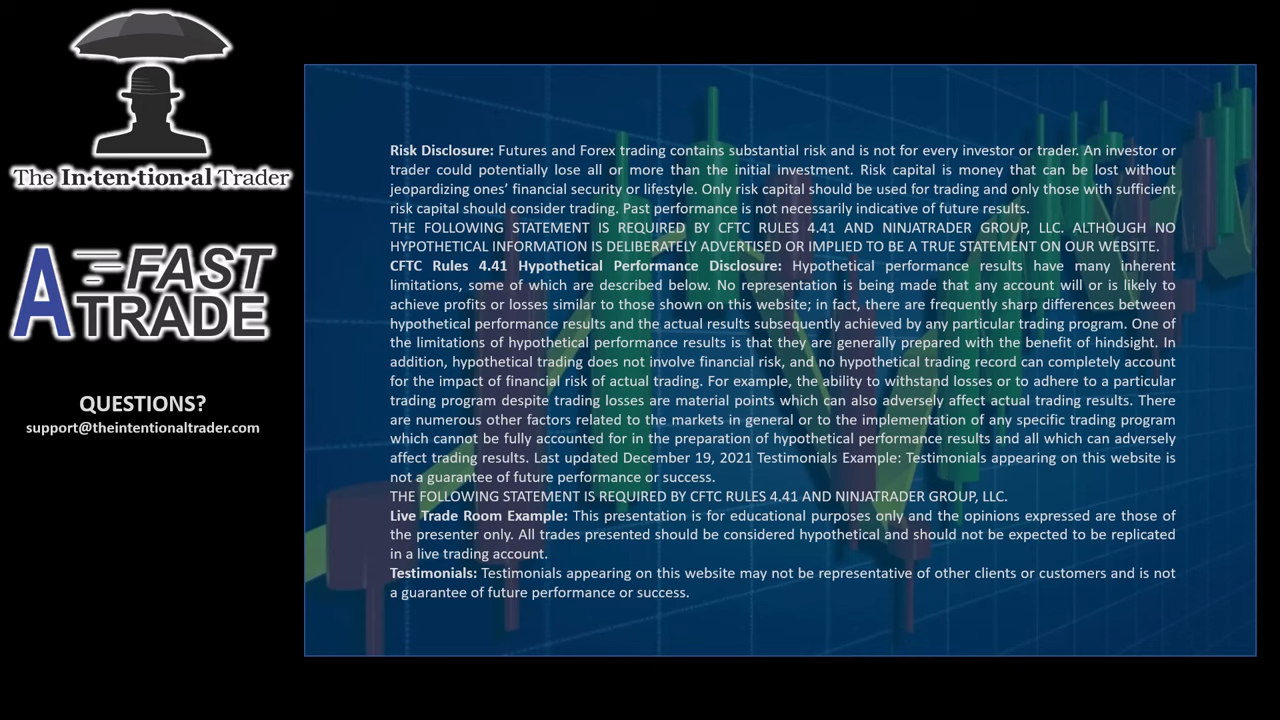 The In·ten·tion·al Trader
A FAST
TRADE
QUESTIONS?
support@theintentionaltrader.com
Risk Disclosure: Futures and Forex trading contains substantial risk and is not for every investor or trader. An investor or
trader could potentially lose all or more than the initial investment. Risk capital is money that can be lost without
jeopardizing ones’ financial security or lifestyle. Only risk capital should be used for trading and only those with sufficient
risk capital should consider trading. Past performance is not necessarily indicative of future results.
THE FOLLOWING STATEMENT IS REQUIRED BY CFTC RULES 4.41 AND NINJATRADER GROUP, LLC. ALTHOUGH NO
HYPOTHETICAL INFORMATION IS DELIBERATELY ADVERTISED OR IMPLIED TO BE A TRUE STATEMENT ON OUR WEBSITE.
CFTC Rules 4.41 Hypothetical Performance Disclosure: Hypothetical performance results have many inherent
limitations, some of which are described below. No representation is being made that any account will or is likely to
achieve profits or losses similar to those shown on this website; in fact, there are frequently sharp differences between
hypothetical performance results and the actual results subsequently achieved by any particular trading program. One of
the limitations of hypothetical performance results is that they are generally prepared with the benefit of hindsight. In
addition, hypothetical trading does not involve financial risk, and no hypothetical trading record can completely account
for the impact of financial risk of actual trading. For example, the ability to withstand losses or to adhere to a particular
trading program despite trading losses are material points which can also adversely affect actual trading results. There
are numerous other factors related to the markets in general or to the implementation of any specific trading program
which cannot be fully accounted for in the preparation of hypothetical performance results and all which can adversely
affect trading results. Last updated December 19, 2021 Testimonials Example: Testimonials appearing on this website is
not a guarantee of future performance or success.
THE FOLLOWING STATEMENT IS REQUIRED BY CFTC RULES 4.41 AND NINJATRADER GROUP, LLC.
Live Trade Room Example: This presentation is for educational purposes only and the opinions expressed are those of
the presenter only. All trades presented should be considered hypothetical and should not be expected to be replicated
in a live trading account.
Testimonials: Testimonials appearing on this website may not be representative of other clients or customers and is not
a guarantee of future performance or success.